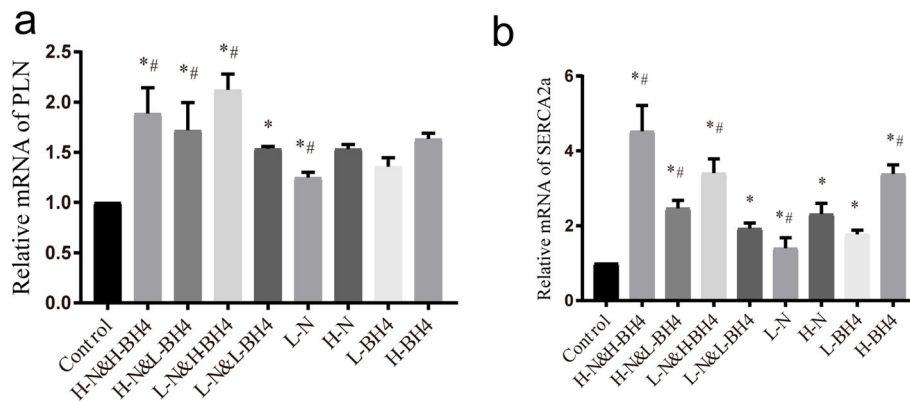 a
Relative mRNA of PLN
2.5
2.0
1.5
1.0
0.5
0.0
*#
*#
*#
*
*#
Control
H-N&H-BH4
H-N&L-BH4
L-N&H-BH4
L-N&L-BH4
L-N
H-N
L-BH4
H-BH4
b
Relative mRNA of SERCA2a
6
4
2
0
*#
*#
*#
*
*#
*
*
*#
Control
H-N&H-BH4
H-N&L-BH4
L-N&H-BH4
L-N&L-BH4
L-N
H-N
L-BH4
H-BH4